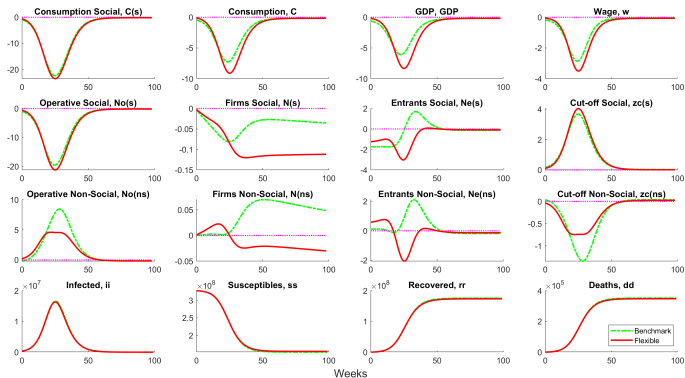 Consumption Social, C(s)
Consumption, C
GDP, GDP
Wage, w
0
-10
-20
0 50 100
0
-5
-10
0 50 100
0
-5
-10
0 50 100
0
-2
-4
0 50 100
Operative Social, No(s)
Firms Social, N(s)
Entrants Social, Ne(s)
Cut-off Social, zc(s)
0
-10
-20
0 50 100
0
-0.05
-0.1
-0.15
0 50 100
2
0
-2
-4
0 50 100
4
2
0
0 50 100
Operative Non-Social, No(ns)
Firms Non-Social, N(ns)
Entrants Non-Social, Ne(ns)
Cut-off Non-Social, zc(ns)
10
5
0
0 50 100
0.05
0
-0.05
0 50 100
2
0
-2
0 50 100
0
-0.5
-1
0 50 100
Infected, ii
Susceptibles, ss
Recovered, rr
Deaths, dd
×10^7
2
1
0
0 50 100
×10^8
3
2
0 50 100
×10^8
2
1
0
0 50 100
×10^5
4
2
0
0 50 100
Benchmark
Flexible
Weeks